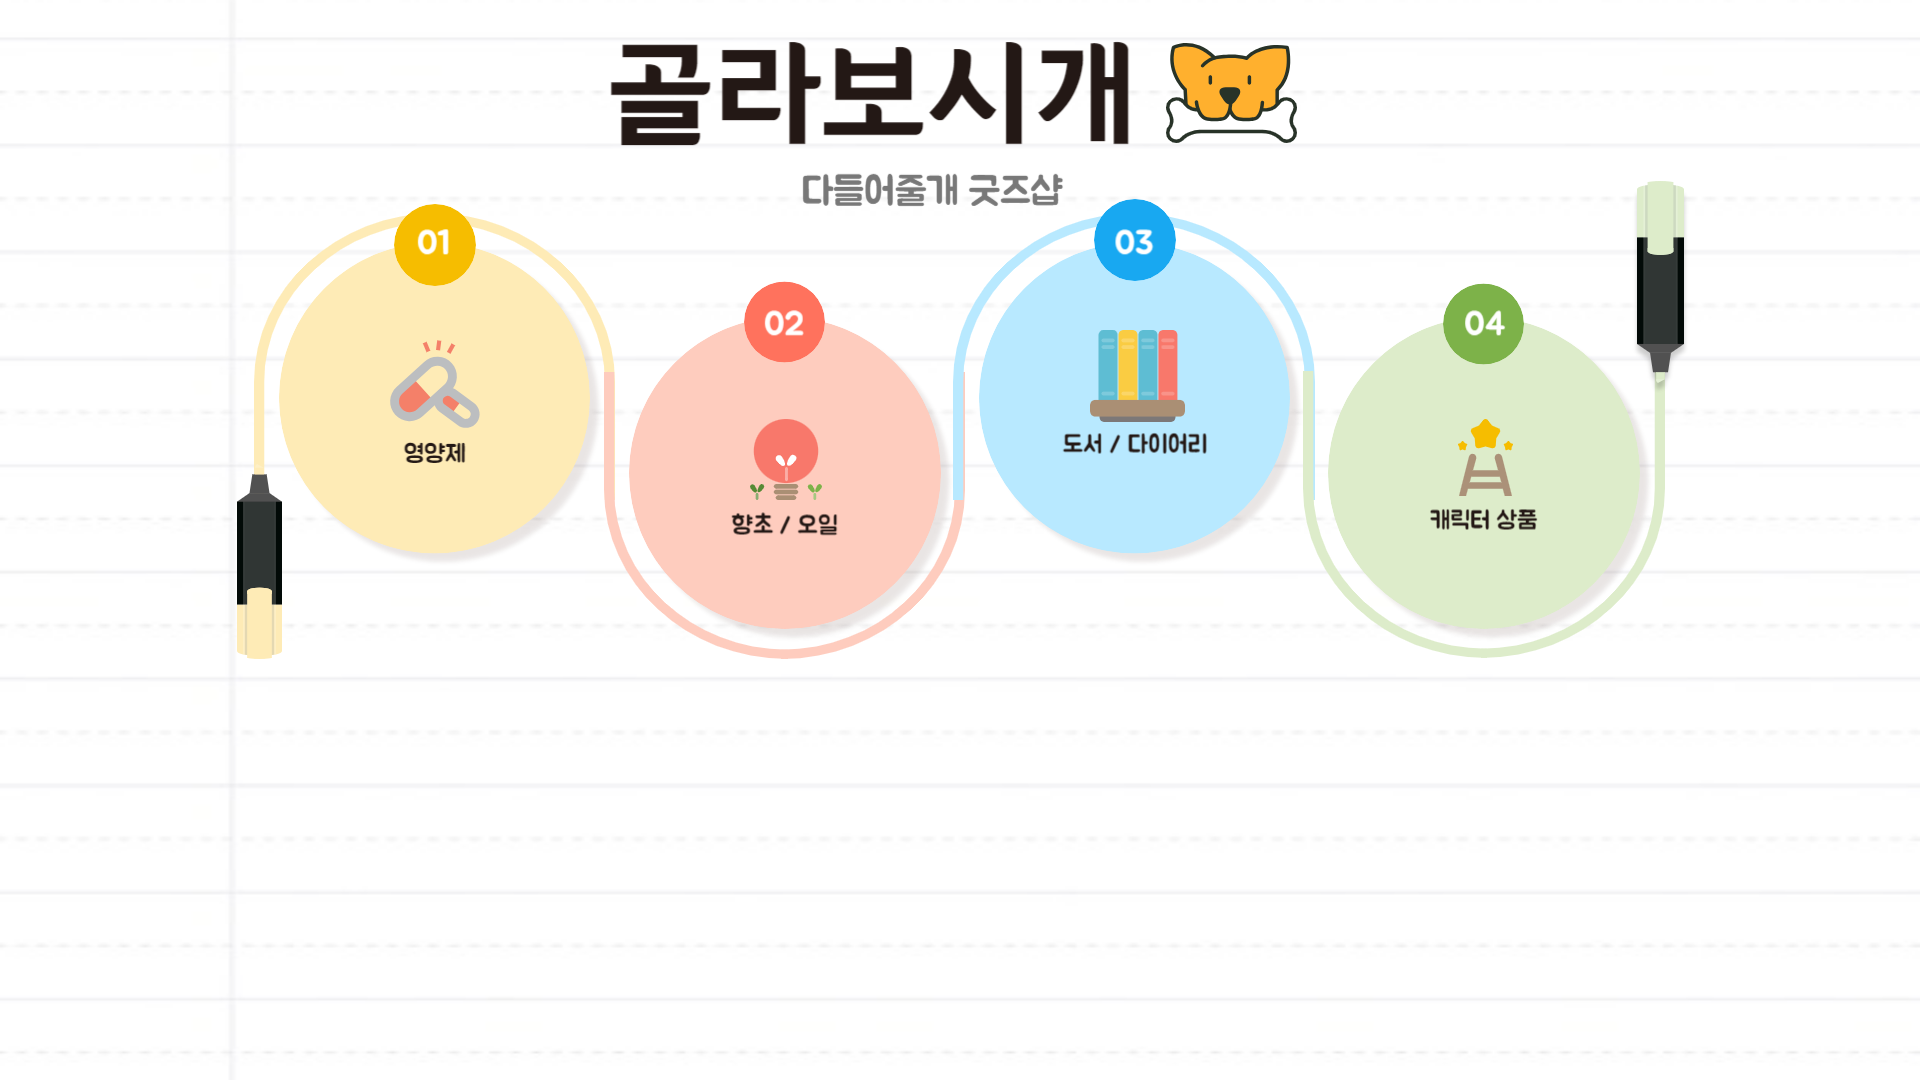 골라보시개
다들어줄개 굿즈샵
01
영양제
02
향초 / 오일
03
도서 / 다이어리
04
캐릭터 상품